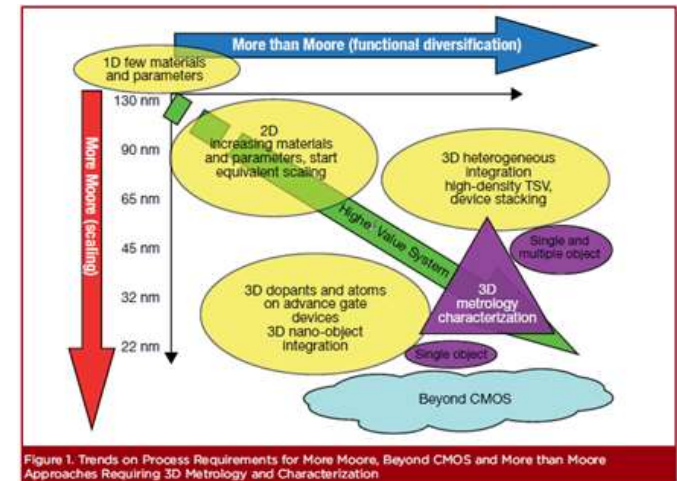 More than Moore (functional diversification)
1D few materials
and parameters
130 nm
90 nm
65 nm
45 nm
32 nm
22 nm
More Moore (scaling)
2D
increasing materials
and parameters, start
equivalent scaling
3D heterogeneous
integration
high-density TSV,
device stacking
Higher Value System
Single and
multiple object
3D
metrology
characterization
3D dopants and atoms
on advance gate
devices
3D nano-object
integration
Single object
Beyond CMOS
Figure 1. Trends on Process Requirements for More Moore, Beyond CMOS and More than Moore
Approaches Requiring 3D Metrology and Characterization